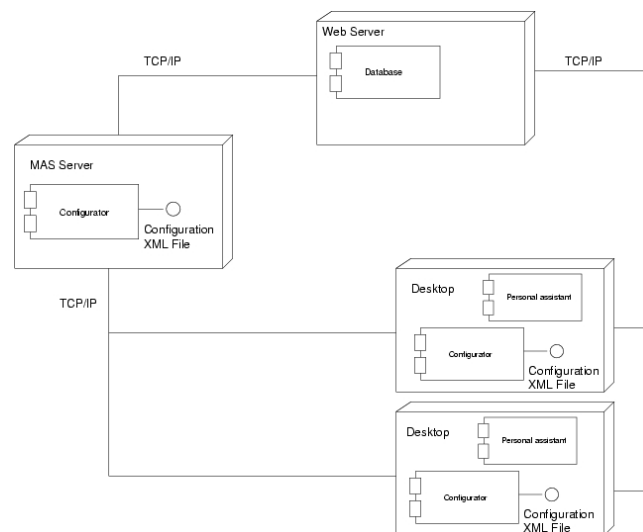 Web Server
TCP/IP
Database
TCP/IP
MAS Server
Configurator
Configuration
XML File
TCP/IP
Desktop
Personal assistant
Configurator
Configuration
XML File
Desktop
Personal assistant
Configurator
Configuration
XML File